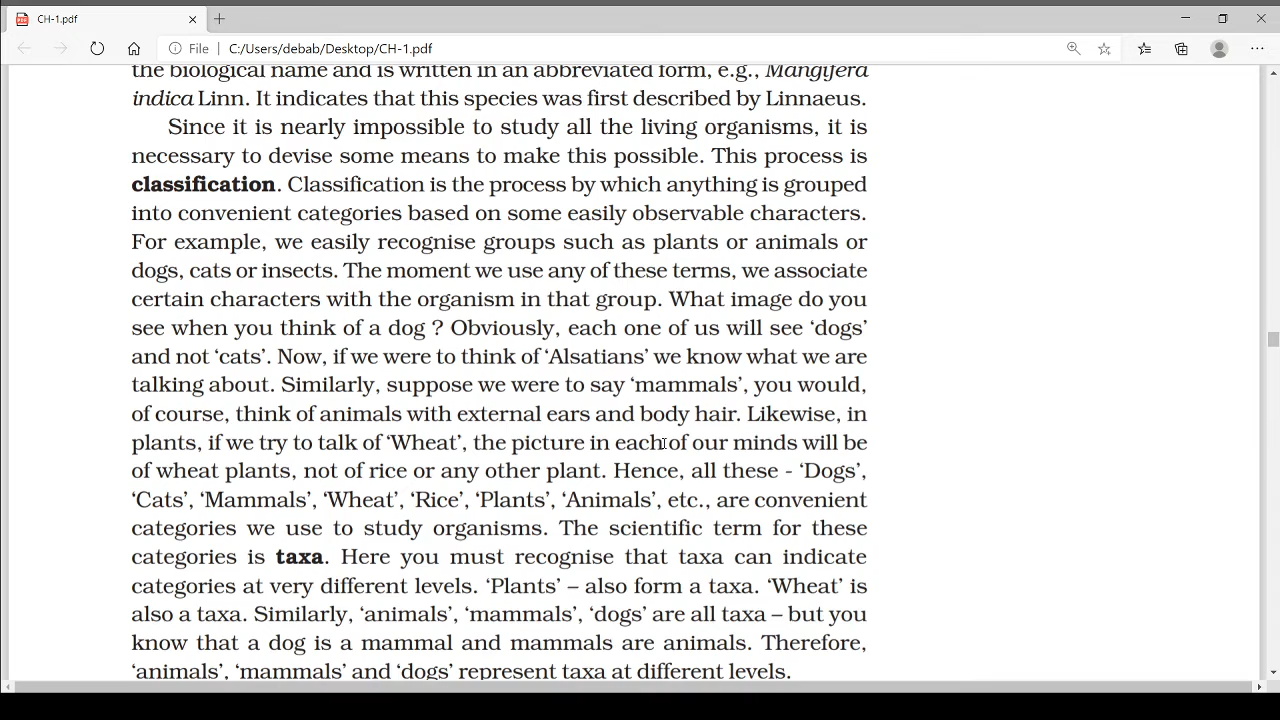 CH-1.pdf
File | C:/Users/debab/Desktop/CH-1.pdf
the biological name and is written in an abbreviated form, e.g., Mangifera
indica Linn. It indicates that this species was first described by Linnaeus.
Since it is nearly impossible to study all the living organisms, it is
necessary to devise some means to make this possible. This process is
classification. Classification is the process by which anything is grouped
into convenient categories based on some easily observable characters.
For example, we easily recognise groups such as plants or animals or
dogs, cats or insects. The moment we use any of these terms, we associate
certain characters with the organism in that group. What image do you
see when you think of a dog ? Obviously, each one of us will see ‘dogs’
and not ‘cats’. Now, if we were to think of ‘Alsatians’ we know what we are
talking about. Similarly, suppose we were to say ‘mammals’, you would,
of course, think of animals with external ears and body hair. Likewise, in
plants, if we try to talk of ‘Wheat’, the picture in each of our minds will be
of wheat plants, not of rice or any other plant. Hence, all these - ‘Dogs’,
‘Cats’, ‘Mammals’, ‘Wheat’, ‘Rice’, ‘Plants’, ‘Animals’, etc., are convenient
categories we use to study organisms. The scientific term for these
categories is taxa. Here you must recognise that taxa can indicate
categories at very different levels. ‘Plants’ – also form a taxa. ‘Wheat’ is
also a taxa. Similarly, ‘animals’, ‘mammals’, ‘dogs’ are all taxa – but you
know that a dog is a mammal and mammals are animals. Therefore,
‘animals’, ‘mammals’ and ‘dogs’ represent taxa at different levels.